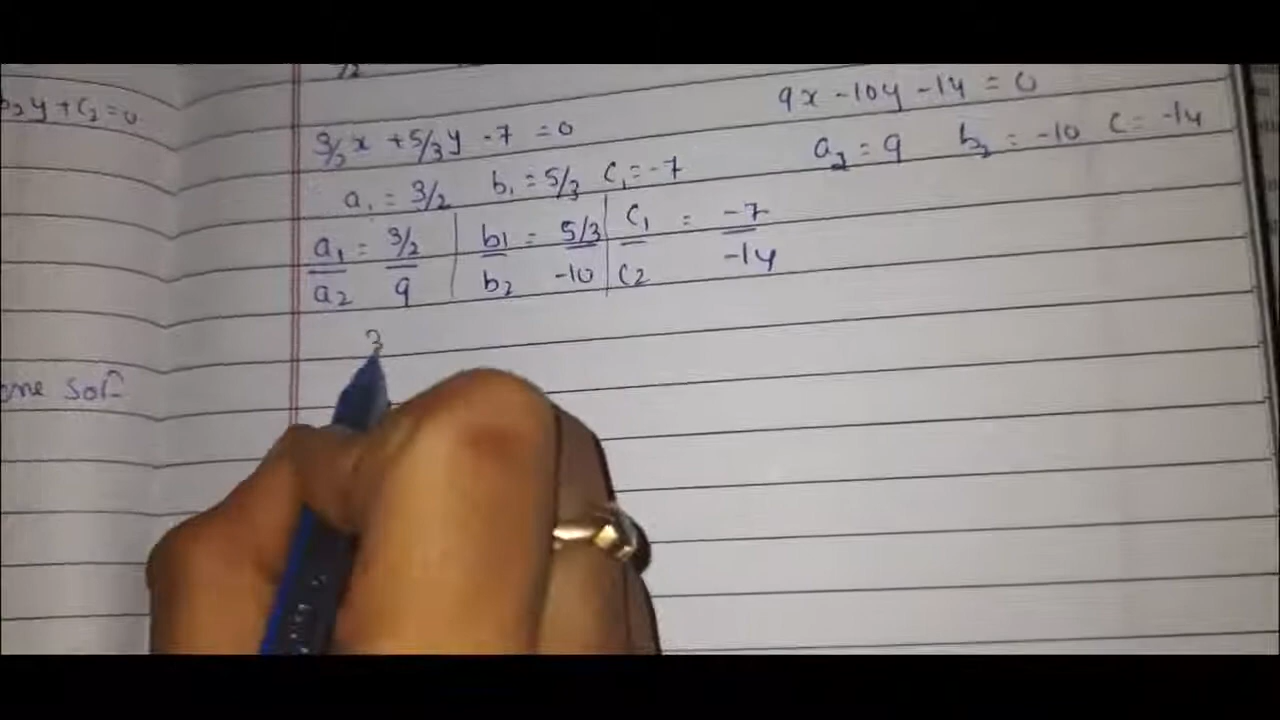 b2 y + c2 = 0
3/2 x + 5/3 y - 7 = 0
9x - 10y - 14 = 0
a1 = 3/2 b1 = 5/3 c1 = -7
a2 = 9 b2 = -10 c = -14
a1 = 3/2 | b1 = 5/3 | c1 = -7
a2 9 | b2 -10 | c2 -14
3
one sol